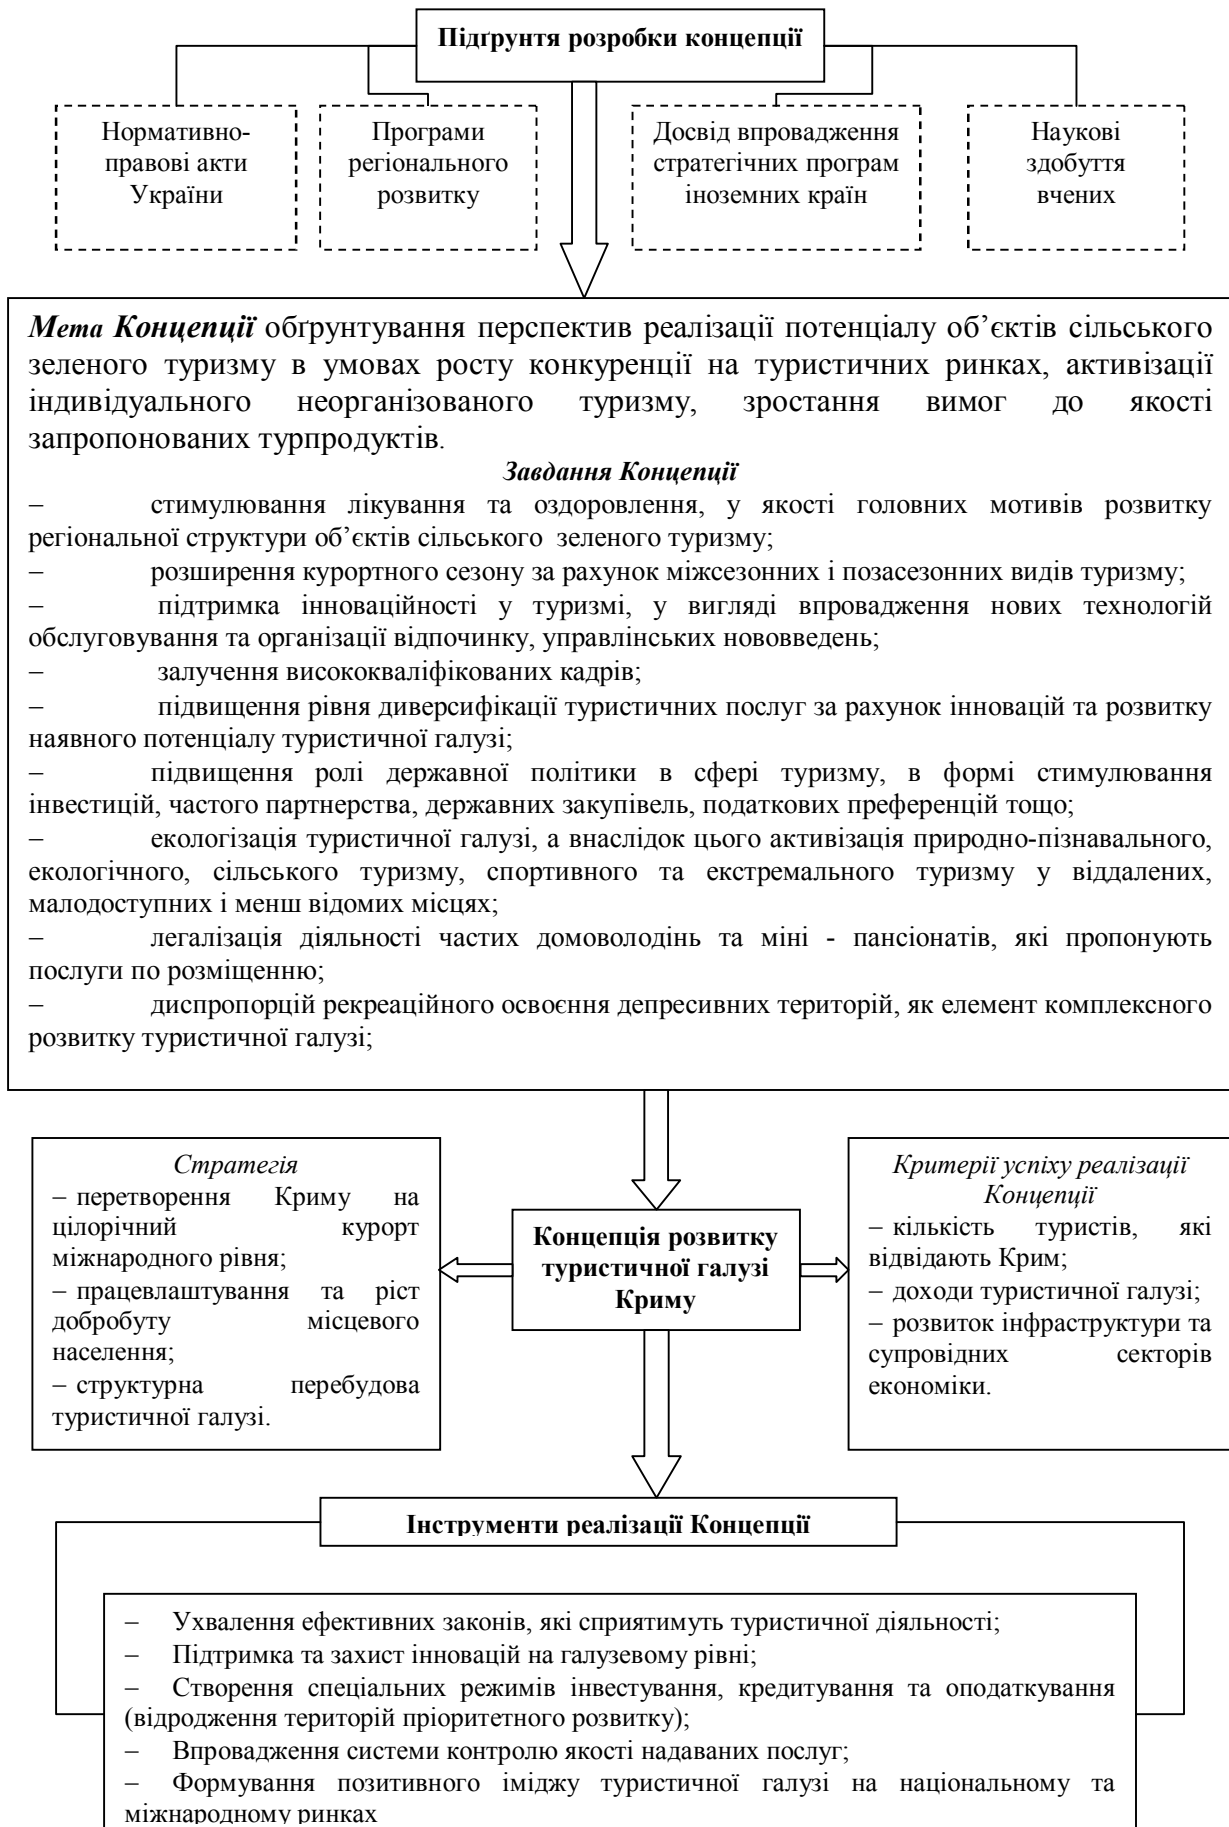 Підґрунтя розробки концепції
Нормативно-
правові акти
України
Програми
регіонального
розвитку
Досвід впровадження
стратегічних програм
іноземних країн
Наукові
здобуття
вчених
Мета Концепції обґрунтування перспектив реалізації потенціалу об’єктів сільського
зеленого туризму в умовах росту конкуренції на туристичних ринках, активізації
індивідуального неорганізованого туризму, зростання вимог до якості
запропонованих турпродуктів.
Завдання Концепції
– стимулювання лікування та оздоровлення, у якості головних мотивів розвитку
регіональної структури об’єктів сільського зеленого туризму;
– розширення курортного сезону за рахунок міжсезонних і позасезонних видів туризму;
– підтримка інноваційності у туризмі, у вигляді впровадження нових технологій
обслуговування та організації відпочинку, управлінських нововведень;
– залучення висококваліфікованих кадрів;
– підвищення рівня диверсифікації туристичних послуг за рахунок інновацій та розвитку
наявного потенціалу туристичної галузі;
– підвищення ролі державної політики в сфері туризму, в формі стимулювання
інвестицій, частого партнерства, державних закупівель, податкових преференцій тощо;
– екологізація туристичної галузі, а внаслідок цього активізація природно-пізнавального,
екологічного, сільського туризму, спортивного та екстремального туризму у віддалених,
малодоступних і менш відомих місцях;
– легалізація діяльності частих домоволодінь та міні - пансіонатів, які пропонують
послуги по розміщенню;
– диспропорцій рекреаційного освоєння депресивних територій, як елемент комплексного
розвитку туристичної галузі;
Стратегія
– перетворення Криму на
цілорічний курорт
міжнародного рівня;
– працевлаштування та ріст
добробуту місцевого
населення;
– структурна перебудова
туристичної галузі.
Концепція розвитку
туристичної галузі
Криму
Критерії успіху реалізації
Концепції
– кількість туристів, які
відвідають Крим;
– доходи туристичної галузі;
– розвиток інфраструктури та
супровідних секторів
економіки.
Інструменти реалізації Концепції
– Ухвалення ефективних законів, які сприятимуть туристичної діяльності;
– Підтримка та захист інновацій на галузевому рівні;
– Створення спеціальних режимів інвестування, кредитування та оподаткування
(відродження територій пріоритетного розвитку);
– Впровадження системи контролю якості надаваних послуг;
– Формування позитивного іміджу туристичної галузі на національному та
міжнародному ринках